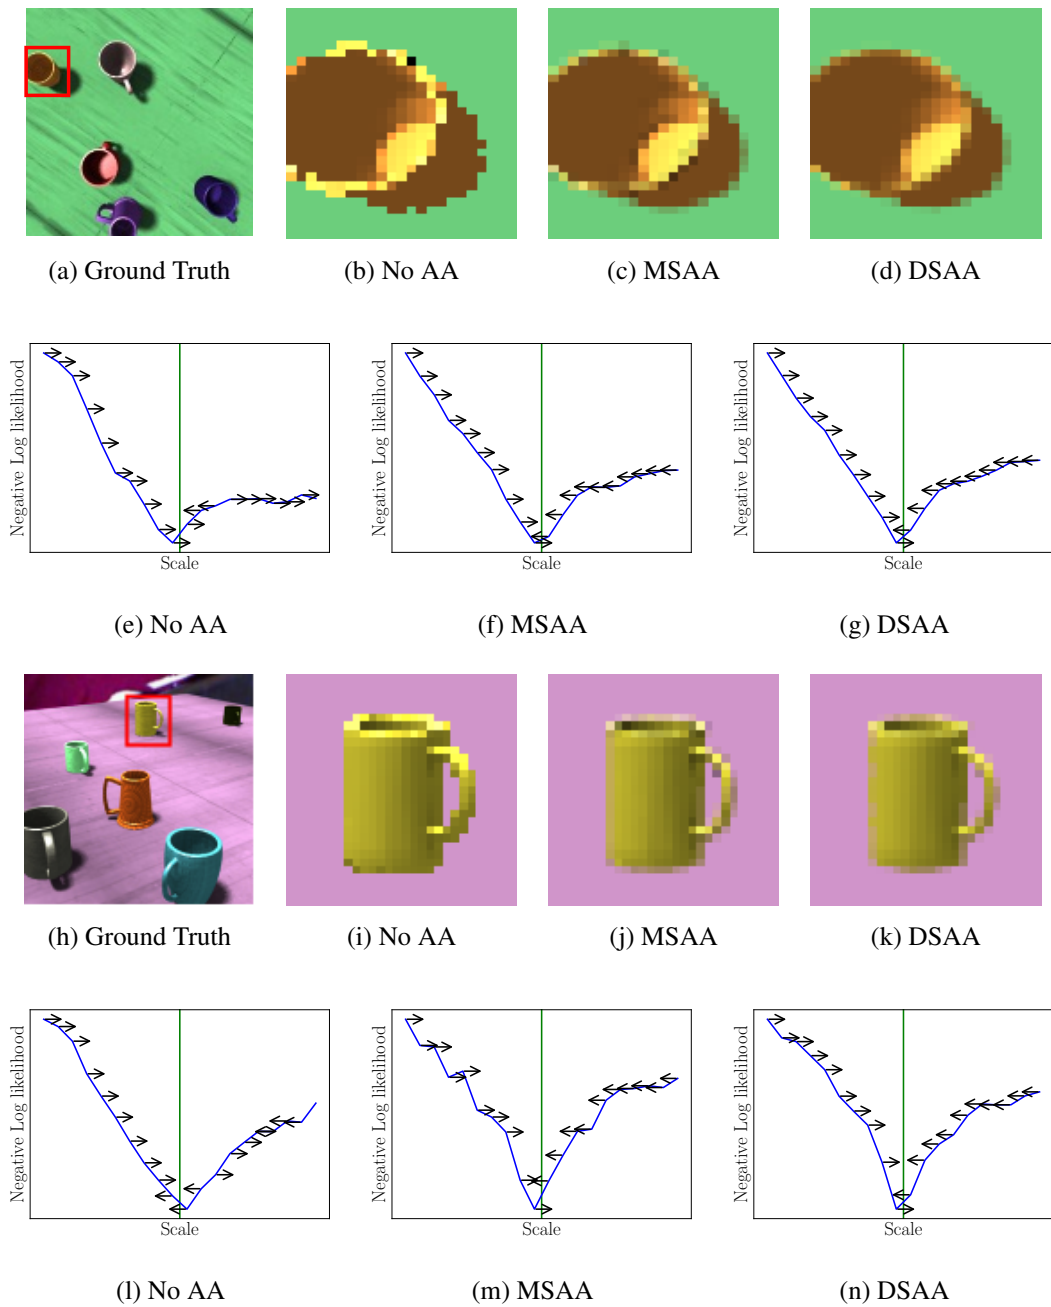 (a) Ground Truth
(b) No AA
(c) MSAA
(d) DSAA
Negative Log likelihood
Scale
Negative Log likelihood
Scale
Negative Log likelihood
Scale
(e) No AA
(f) MSAA
(g) DSAA
(h) Ground Truth
(i) No AA
(j) MSAA
(k) DSAA
Negative Log likelihood
Scale
Negative Log likelihood
Scale
Negative Log likelihood
Scale
(l) No AA
(m) MSAA
(n) DSAA